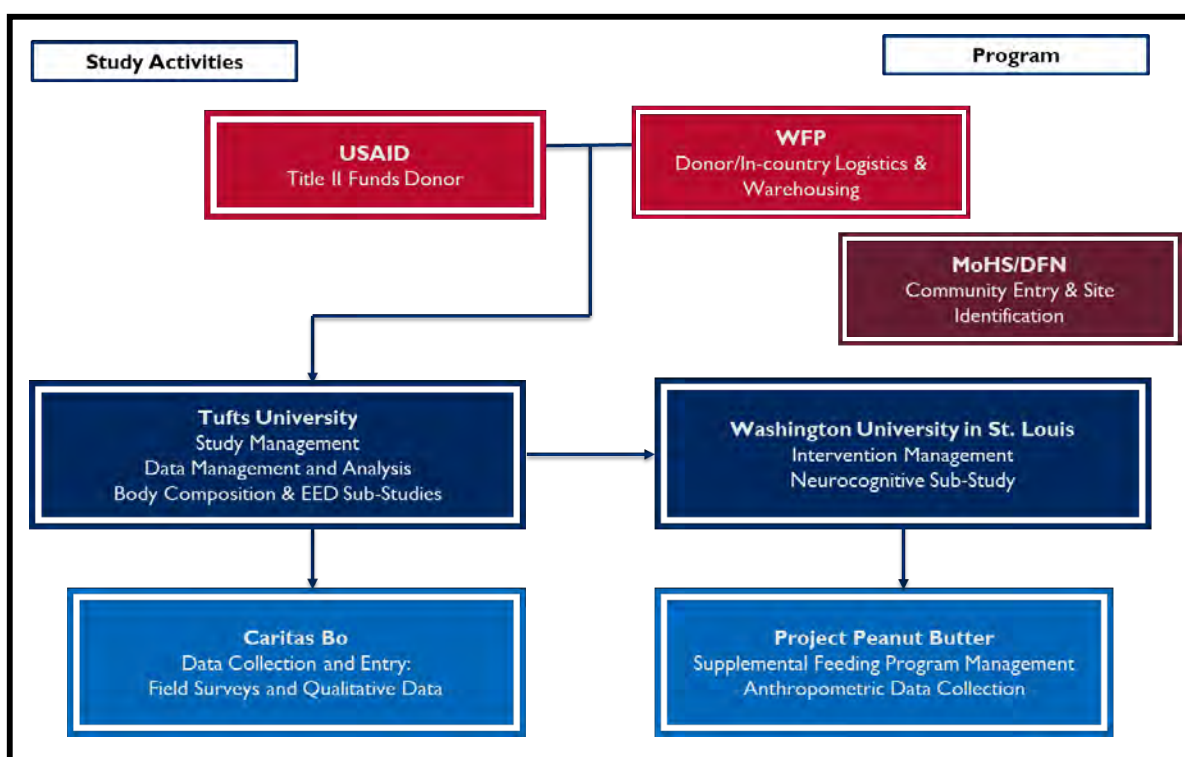 Study Activities
Program
USAID
Title II Funds Donor
WFP
Donor/In-country Logistics &
Warehousing
MoHS/DFN
Community Entry & Site
Identification
Tufts University
Study Management
Data Management and Analysis
Body Composition & EED Sub-Studies
Washington University in St. Louis
Intervention Management
Neurocognitive Sub-Study
Caritas Bo
Data Collection and Entry:
Field Surveys and Qualitative Data
Project Peanut Butter
Supplemental Feeding Program Management
Anthropometric Data Collection